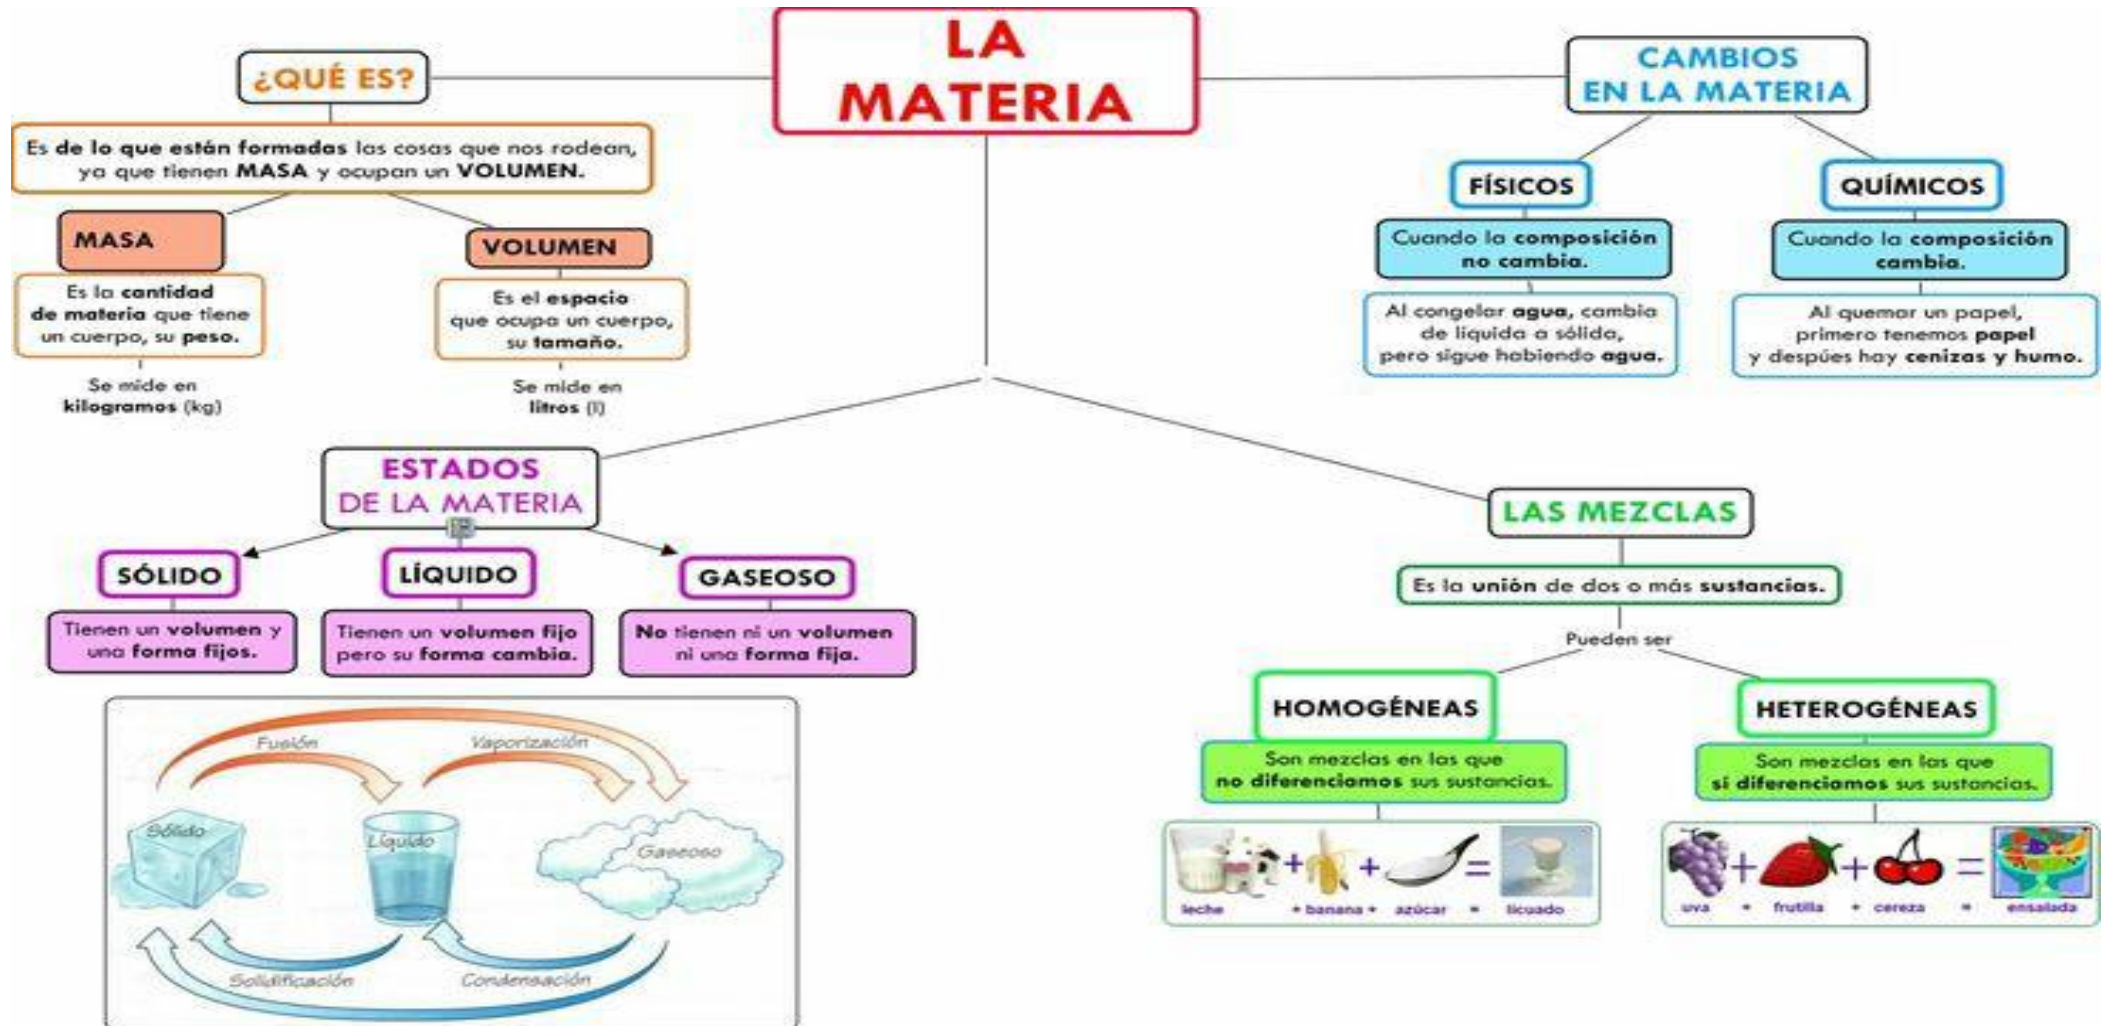 LA
MATERIA
¿QUÉ ES?
Es de lo que están formadas las cosas que nos rodean,
ya que tienen MASA y ocupan un VOLUMEN.
MASA
Es la cantidad
de materia que tiene
un cuerpo, su peso.
Se mide en
kilogramos (kg)
VOLUMEN
Es el espacio
que ocupa un cuerpo,
su tamaño.
Se mide en
litros (l)
CAMBIOS
EN LA MATERIA
FÍSICOS
Cuando la composición
no cambia.
Al congelar agua, cambia
de líquida a sólida,
pero sigue habiendo agua.
QUÍMICOS
Cuando la composición
cambia.
Al quemar un papel,
primero tenemos papel
y despúes hay cenizas y humo.
ESTADOS
DE LA MATERIA
SÓLIDO
Tienen un volumen y
una forma fijos.
LÍQUIDO
Tienen un volumen fijo
pero su forma cambia.
GASEOSO
No tienen ni un volumen
ni una forma fija.
Fusión
Vaporización
Sólido
Líquido
Gaseoso
Solidificación
Condensación
LAS MEZCLAS
Es la unión de dos o más sustancias.
Pueden ser
HOMOGÉNEAS
Son mezclas en las que
no diferenciamos sus sustancias.
+ + =
leche + banana + azúcar = licuado
HETEROGÉNEAS
Son mezclas en las que
sí diferenciamos sus sustancias.
+ + =
uva + frutilla + cereza = ensalada